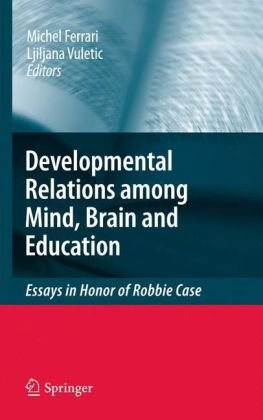 Michel Ferrari
Ljiljana Vuletic
Editors
Developmental
Relations among
Mind, Brain and
Education
Essays in Honor of Robbie Case
Springer